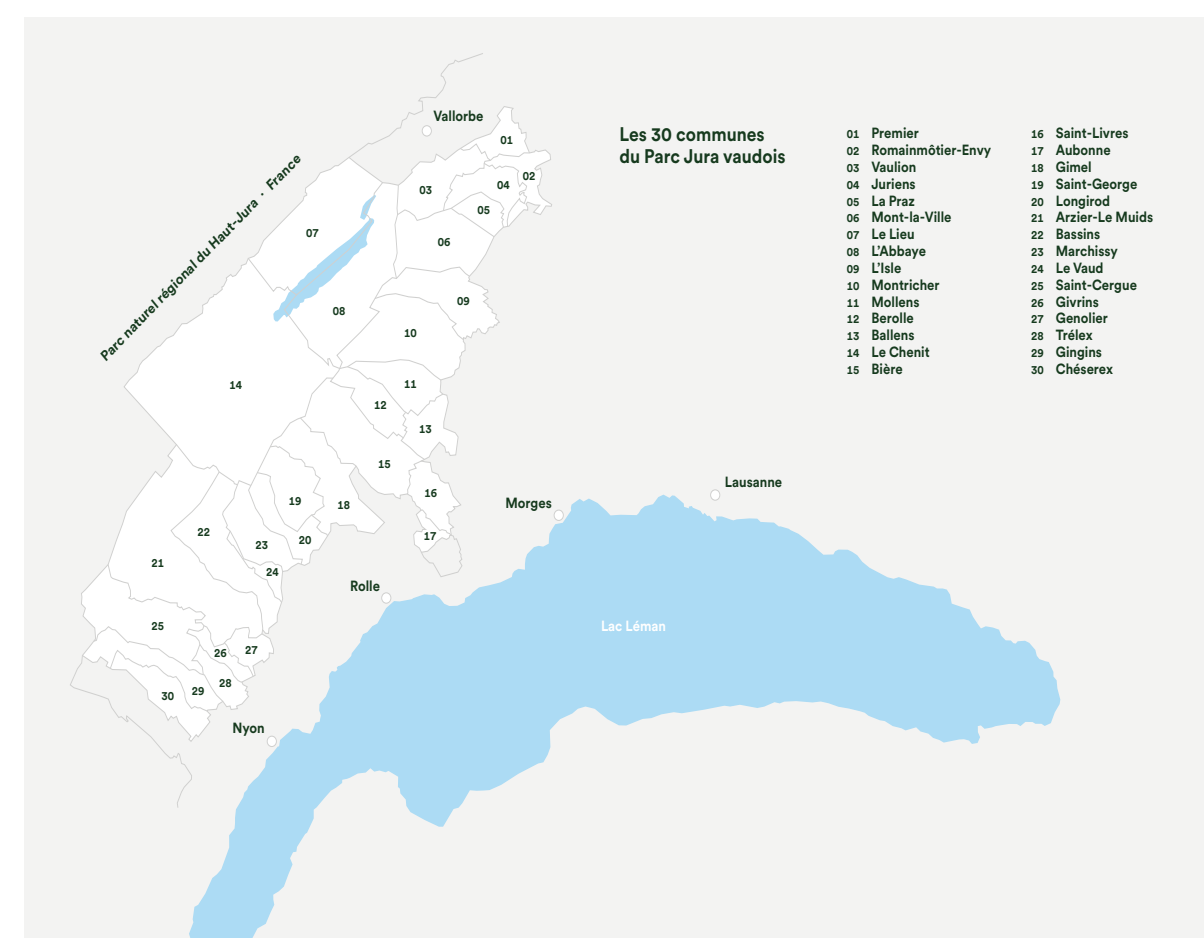 Vallorbe
Les 30 communes
du Parc Jura vaudois
01 Premier
02 Romainmôtier-Envy
03 Vaulion
04 Juriens
05 La Praz
06 Mont-la-Ville
07 Le Lieu
08 L'Abbaye
09 L'Isle
10 Montricher
11 Mollens
12 Berolle
13 Ballens
14 Le Chenit
15 Bière
16 Saint-Livres
17 Aubonne
18 Gimel
19 Saint-George
20 Longirod
21 Arzier-Le Muids
22 Bassins
23 Marchissy
24 Le Vaud
25 Saint-Cergue
26 Givrins
27 Genolier
28 Trélex
29 Gingins
30 Chéserex
Parc naturel régional du Haut-Jura · France
01
02
03
04
05
06
07
08
09
10
14
11
12
13
15
16
19
18
17
22
20
23
21
24
25
26
27
28
29
30
Lausanne
Morges
Rolle
Lac Léman
Nyon